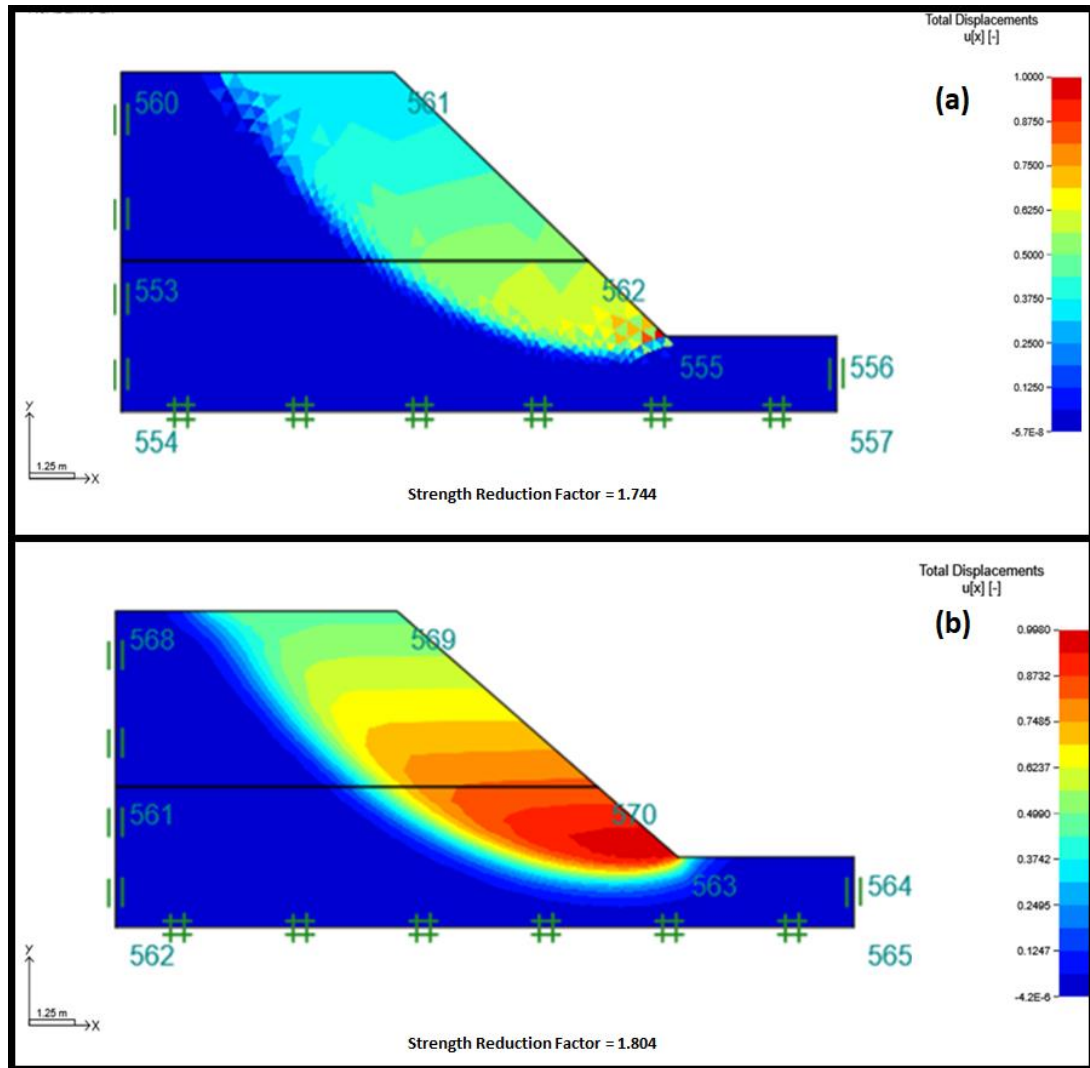 Total Displacements
u[x] [-]
(a)
560
561
1.0000
0.8750
0.7500
0.6250
0.5000
0.3750
0.2500
0.1250
-5.7E-8
553
562
555
556
554
557
y
1.25 m
X
Strength Reduction Factor = 1.744
Total Displacements
u[x] [-]
(b)
568
569
0.9980
0.8732
0.7485
0.6237
0.4990
0.3742
0.2495
0.1247
-4.2E-6
561
570
563
564
562
565
y
1.25 m
X
Strength Reduction Factor = 1.804